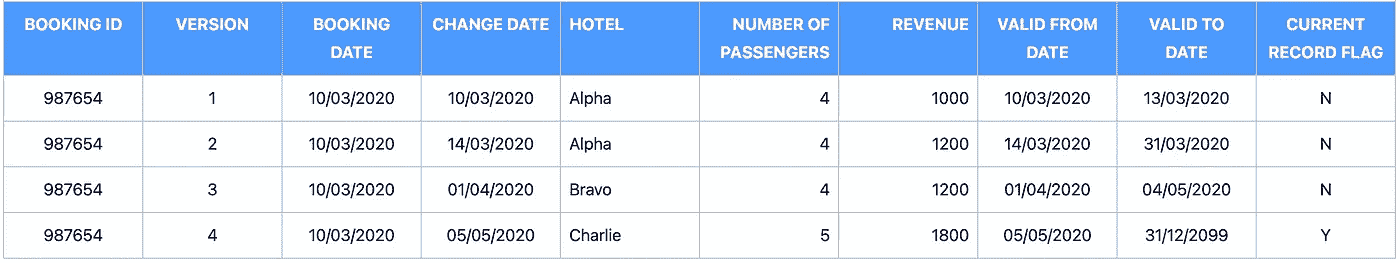 BOOKING ID VERSION BOOKING DATE CHANGE DATE HOTEL NUMBER OF PASSENGERS REVENUE VALID FROM DATE VALID TO DATE CURRENT RECORD FLAG
987654 1 10/03/2020 10/03/2020 Alpha 4 1000 10/03/2020 13/03/2020 N
987654 2 10/03/2020 14/03/2020 Alpha 4 1200 14/03/2020 31/03/2020 N
987654 3 10/03/2020 01/04/2020 Bravo 4 1200 01/04/2020 04/05/2020 N
987654 4 10/03/2020 05/05/2020 Charlie 5 1800 05/05/2020 31/12/2099 Y